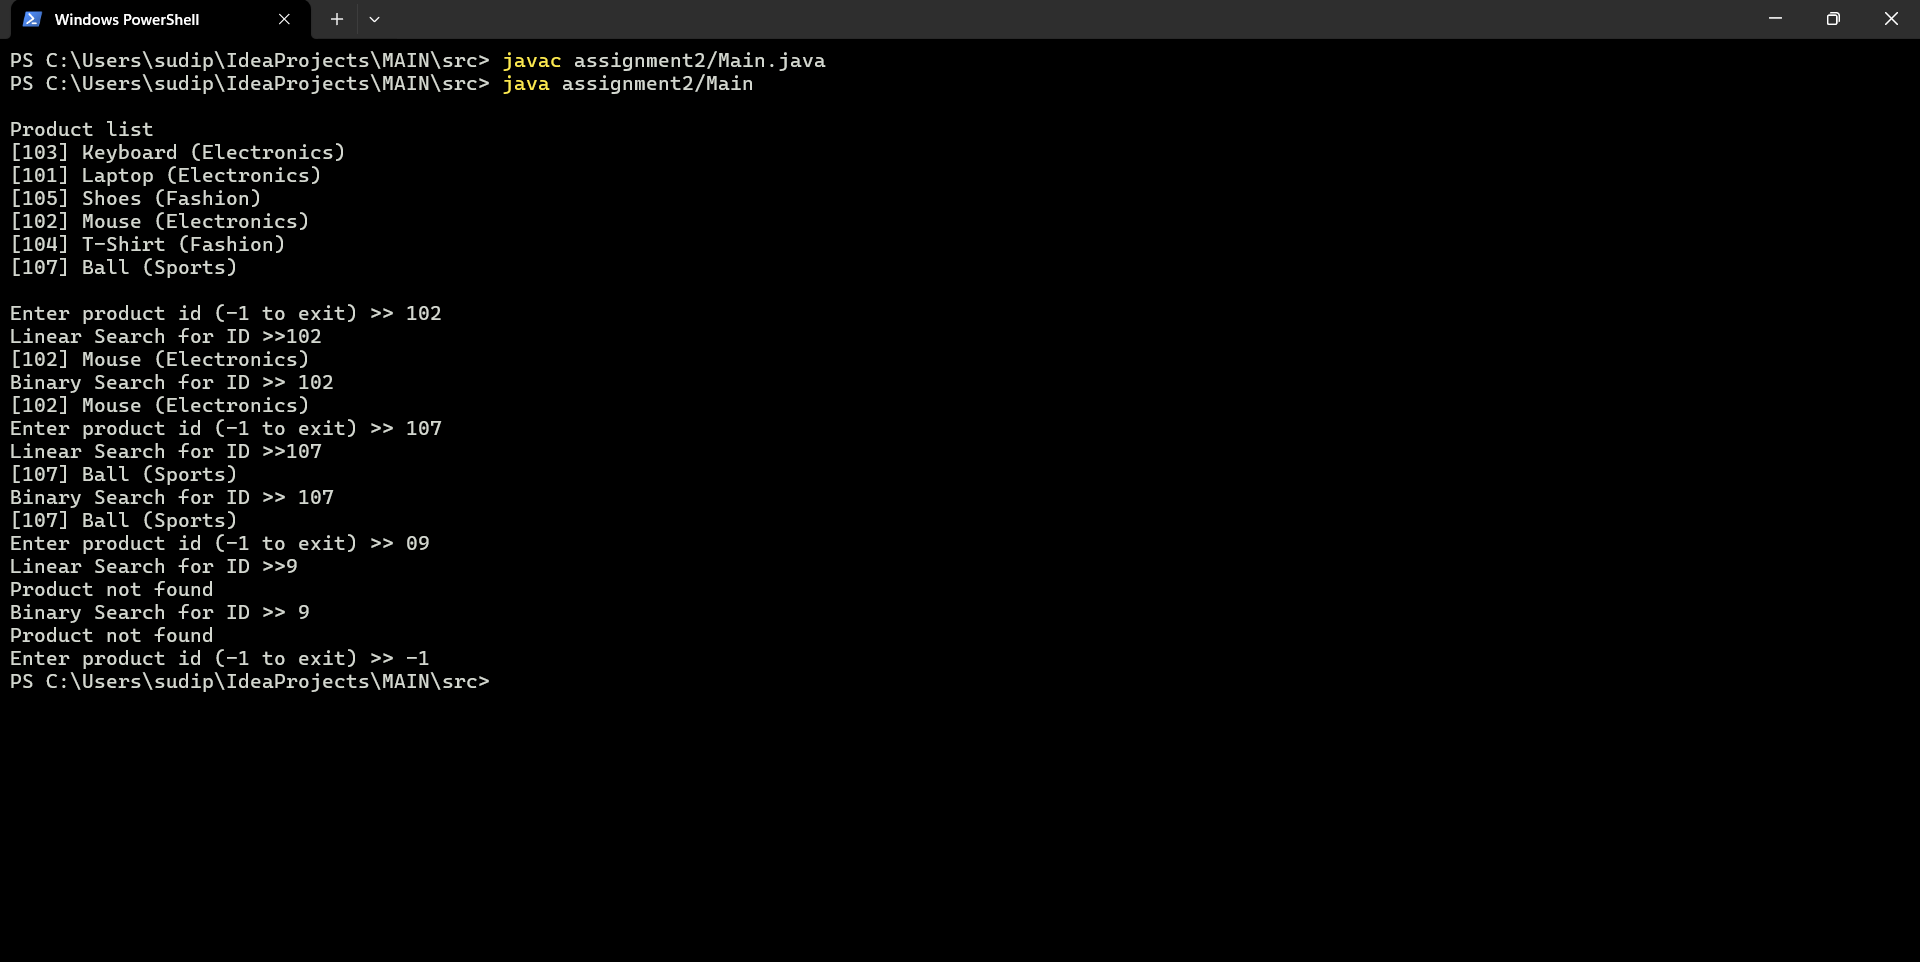 Windows PowerShell
PS C:\Users\sudip\IdeaProjects\MAIN\src> javac assignment2/Main.java
PS C:\Users\sudip\IdeaProjects\MAIN\src> java assignment2/Main
Product list
[103] Keyboard (Electronics)
[101] Laptop (Electronics)
[105] Shoes (Fashion)
[102] Mouse (Electronics)
[104] T-Shirt (Fashion)
[107] Ball (Sports)
Enter product id (-1 to exit) >> 102
Linear Search for ID >>102
[102] Mouse (Electronics)
Binary Search for ID >> 102
[102] Mouse (Electronics)
Enter product id (-1 to exit) >> 107
Linear Search for ID >>107
[107] Ball (Sports)
Binary Search for ID >> 107
[107] Ball (Sports)
Enter product id (-1 to exit) >> 09
Linear Search for ID >>9
Product not found
Binary Search for ID >> 9
Product not found
Enter product id (-1 to exit) >> -1
PS C:\Users\sudip\IdeaProjects\MAIN\src>